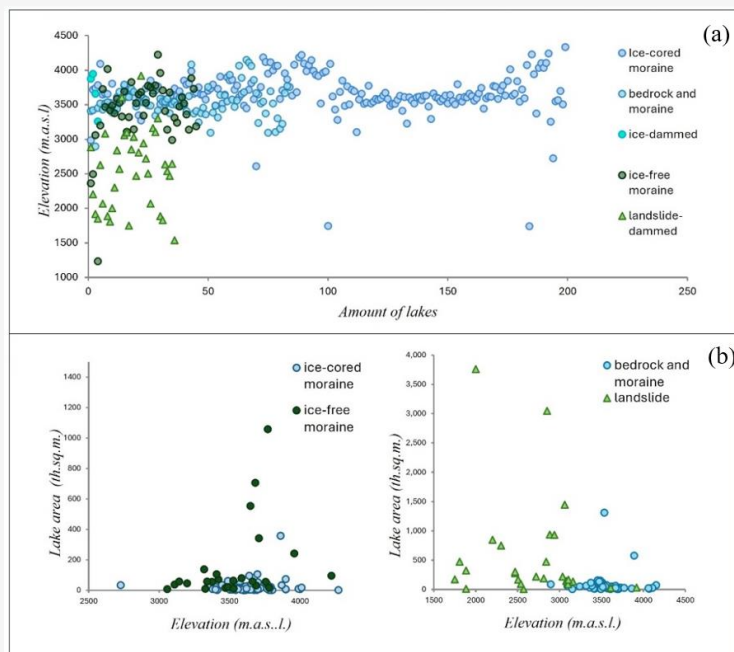 (a)
4500
4000
3500
3000
2500
2000
1500
1000
Elevation (m.a.s.l)
0
50
100
150
200
250
Amount of lakes
Ice-cored
moraine
bedrock and
moraine
ice-dammed
ice-free
moraine
landslide-
dammed
(b)
1400
1200
1000
800
600
400
200
0
Lake area (th.sq.m.)
2500
3000
3500
4000
Elevation (m.a.s..l.)
ice-cored
moraine
ice-free
moraine
4,000
3,500
3,000
2,500
2,000
1,500
1,000
500
0
Lake area (th.sq.m.)
1500
2000
2500
3000
3500
4000
4500
Elevation (m.a.s.l.)
bedrock and
moraine
landslide